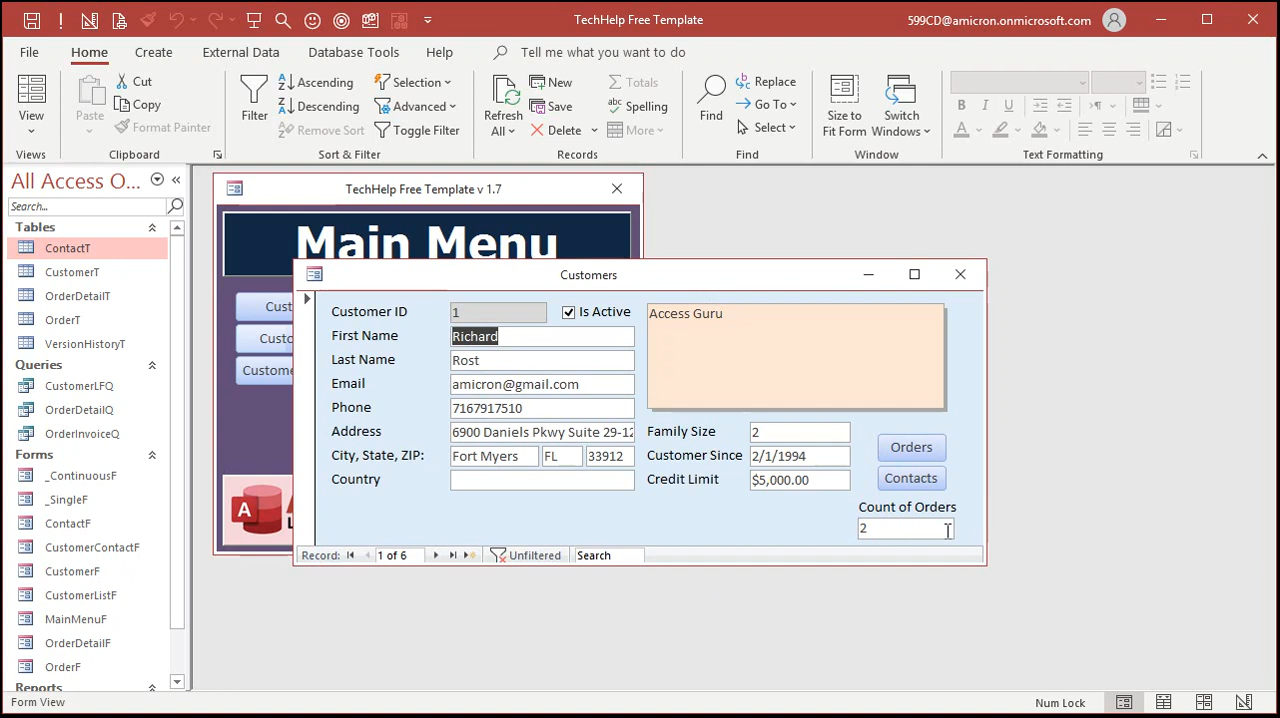 TechHelp Free Template
599CD@amicron.onmicrosoft.com
File Home Create External Data Database Tools Help Tell me what you want to do
View
Views
Paste
Cut
Copy
Format Painter
Clipboard
Filter
Ascending
Descending
Remove Sort
Selection
Advanced
Toggle Filter
Sort & Filter
Refresh
All
New
Save
Delete
Totals
Spelling
More
Records
Find
Replace
Go To
Select
Find
Size to
Fit Form
Switch
Windows
Window
B I U
A
Text Formatting
All Access O...
Search...
Tables
ContactT
CustomerT
OrderDetailT
OrderT
VersionHistoryT
Queries
CustomerLFQ
OrderDetailQ
OrderInvoiceQ
Forms
_ContinuousF
_SingleF
ContactF
CustomerContactF
CustomerF
CustomerListF
MainMenuF
OrderDetailF
OrderF
Reports
TechHelp Free Template v 1.7
Main Menu
Cust
Custo
Custome
A
Customers
Customer ID 1 Is Active
First Name Richard
Last Name Rost
Email amicron@gmail.com
Phone 7167917510
Address 6900 Daniels Pkwy Suite 29-12
City, State, ZIP: Fort Myers FL 33912
Country
Access Guru
Family Size 2
Customer Since 2/1/1994
Credit Limit $5,000.00
Orders
Contacts
Count of Orders
2
Record: 1 of 6 Unfiltered Search
Form View
Num Lock